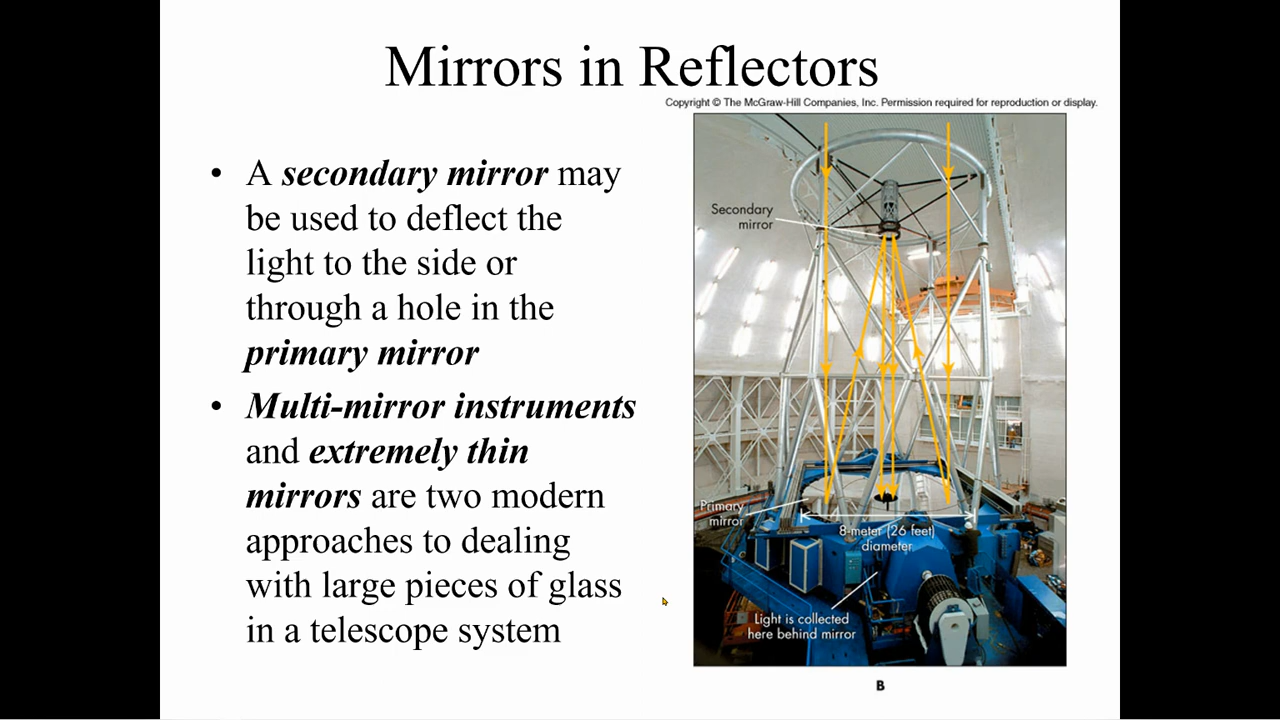 Mirrors in Reflectors
Copyright © The McGraw-Hill Companies, Inc. Permission required for reproduction or display.
• A secondary mirror may
be used to deflect the
light to the side or
through a hole in the
primary mirror
• Multi-mirror instruments
and extremely thin
mirrors are two modern
approaches to dealing
with large pieces of glass
in a telescope system
Secondary
mirror
Primary
mirror
8-meter (26 feet)
diameter
Light is collected
here behind mirror
B